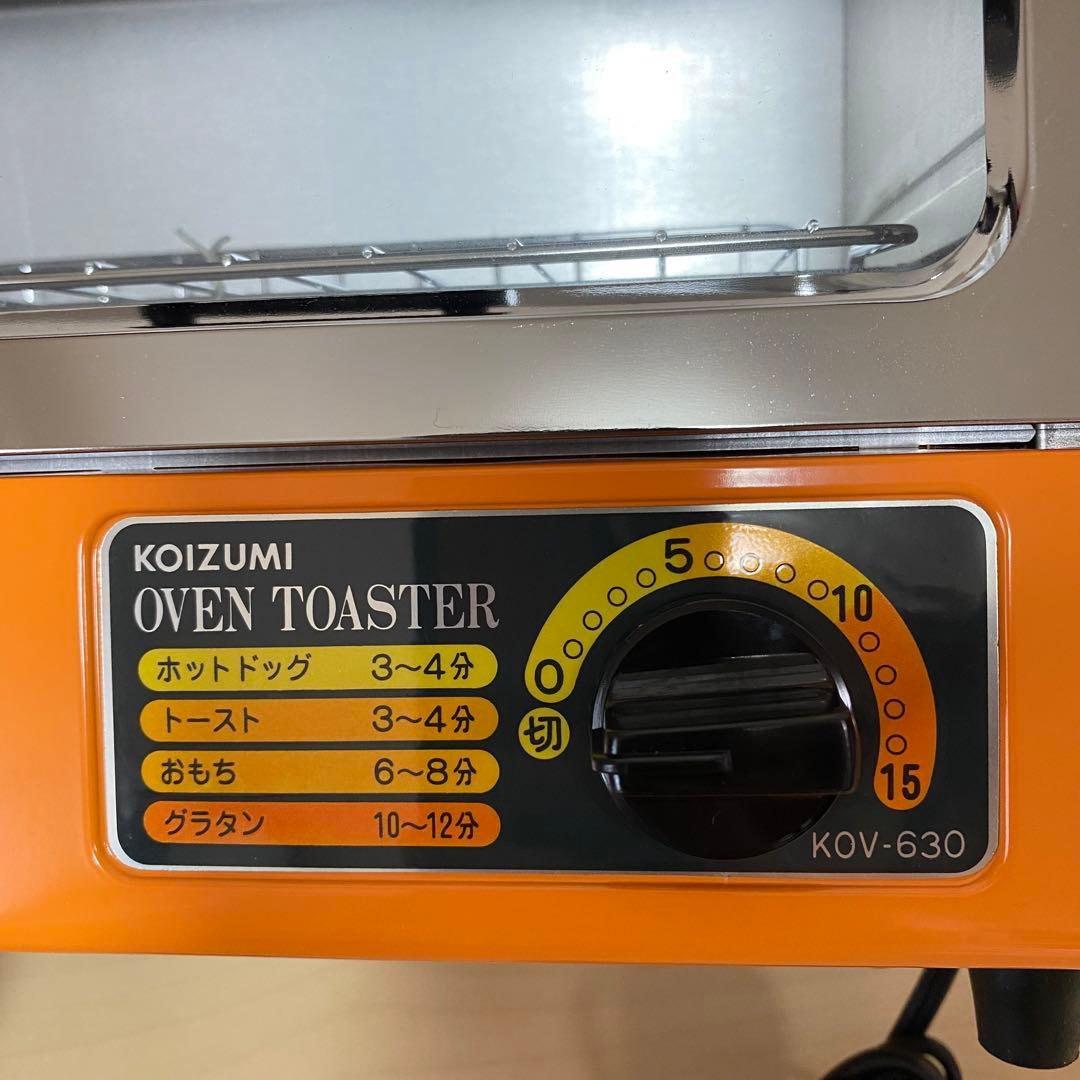 KOIZUMI
OVEN TOASTER
ホットドッグ 3〜4分
トースト 3〜4分
おもち 6〜8分
グラタン 10〜12分
切
0
5
10
15
KOV-630